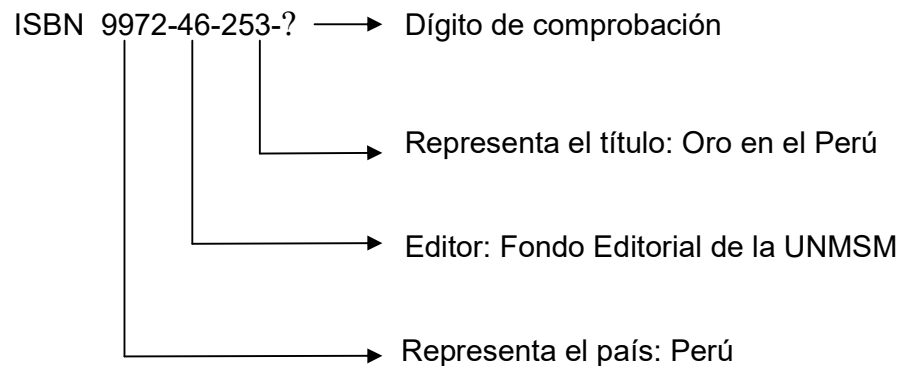 ISBN 9972-46-253-? Dígito de comprobación
Representa el título: Oro en el Perú
Editor: Fondo Editorial de la UNMSM
Representa el país: Perú